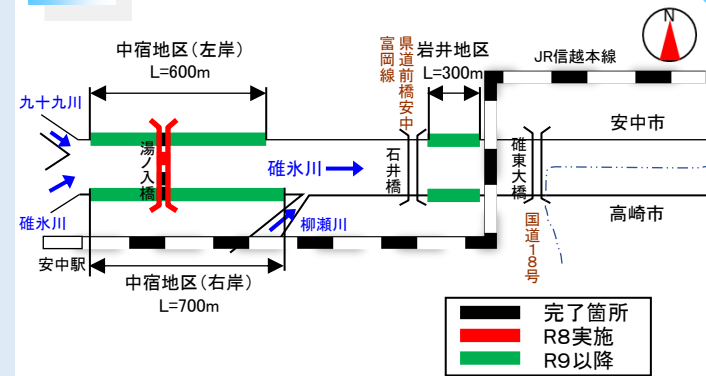 N
中宿地区(左岸)
L=600m
県道前橋安中
富岡線
岩井地区
L=300m
JR信越本線
九十九川
湯ノ入橋
碓氷川
石井橋
碓東大橋
安中市
高崎市
碓氷川
柳瀬川
国道18号
安中駅
中宿地区(右岸)
L=700m
完了箇所
R8実施
R9以降